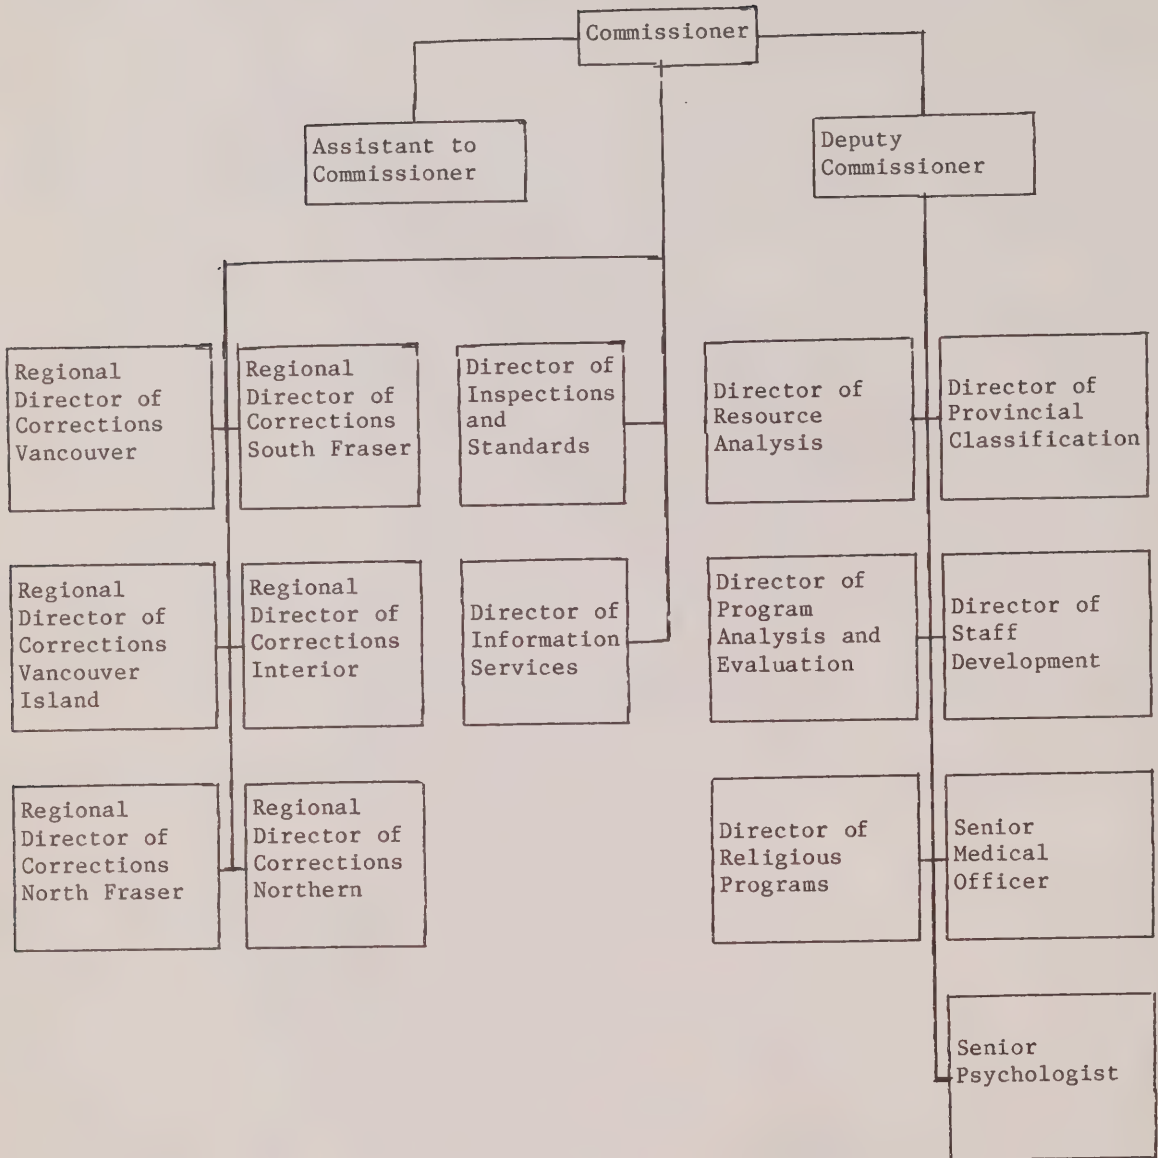 Commissioner
Assistant to
Commissioner
Deputy
Commissioner
Regional
Director of
Corrections
Vancouver
Regional
Director of
Corrections
South Fraser
Director of
Inspections
and
Standards
Director of
Resource
Analysis
Director of
Provincial
Classification
Regional
Director of
Corrections
Vancouver
Island
Regional
Director of
Corrections
Interior
Director of
Information
Services
Director of
Program
Analysis and
Evaluation
Director of
Staff
Development
Regional
Director of
Corrections
North Fraser
Regional
Director of
Corrections
Northern
Director of
Religious
Programs
Senior
Medical
Officer
Senior
Psychologist